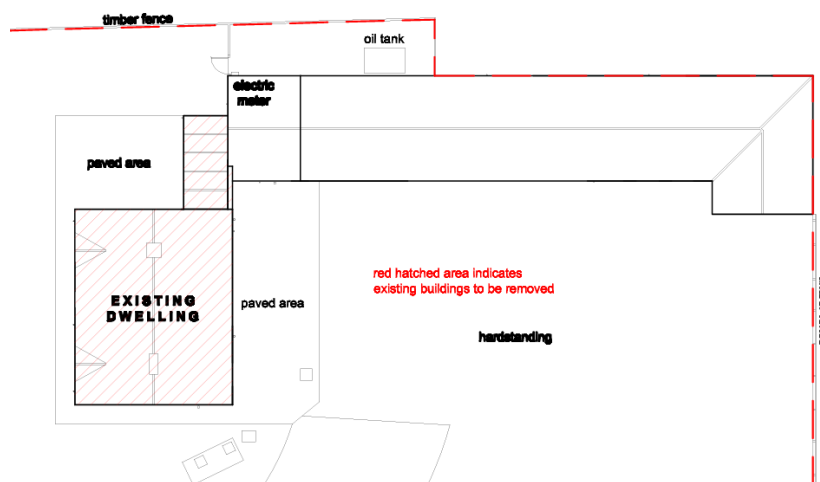 timber fence
oil tank
electric
meter
paved area
EXISTING
DWELLING
paved area
red hatched area indicates
existing buildings to be removed
hardstanding